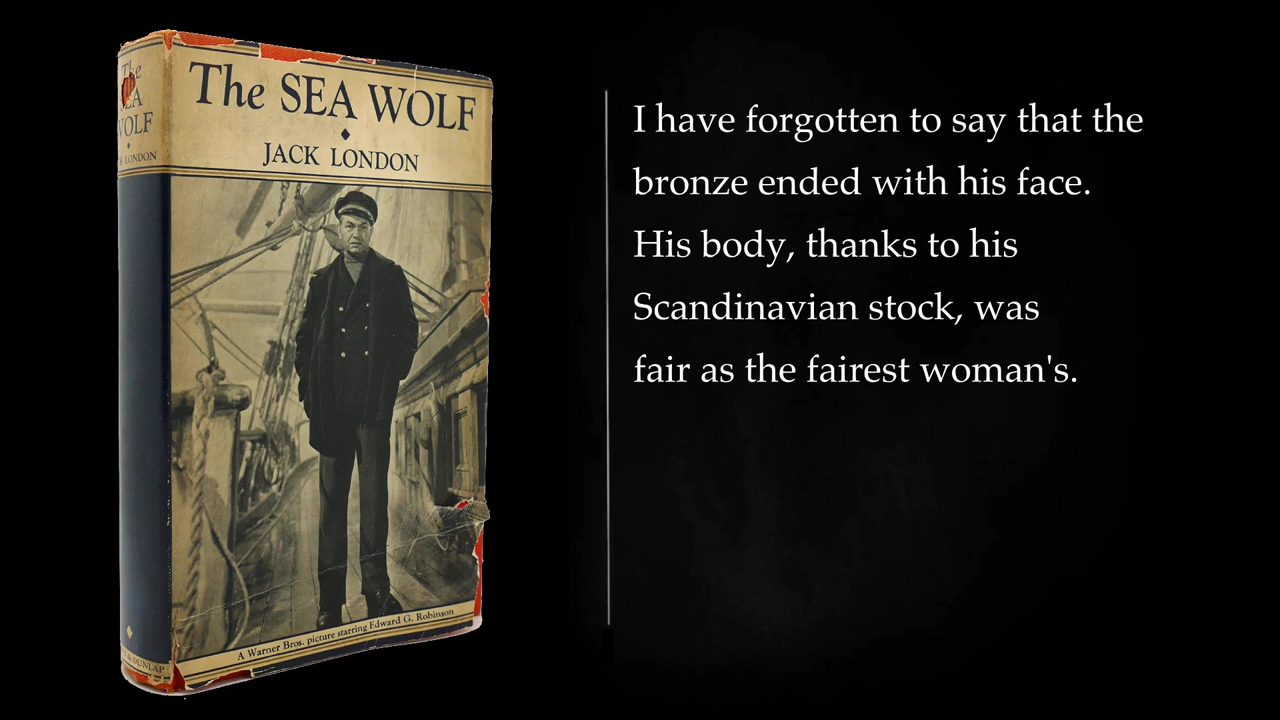 The SEA WOLF
JACK LONDON
A Warner Bros. picture starring Edward G. Robinson
The
SEA
WOLF
LONDON
DUNLAP
I have forgotten to say that the
bronze ended with his face.
His body, thanks to his
Scandinavian stock, was
fair as the fairest woman's.